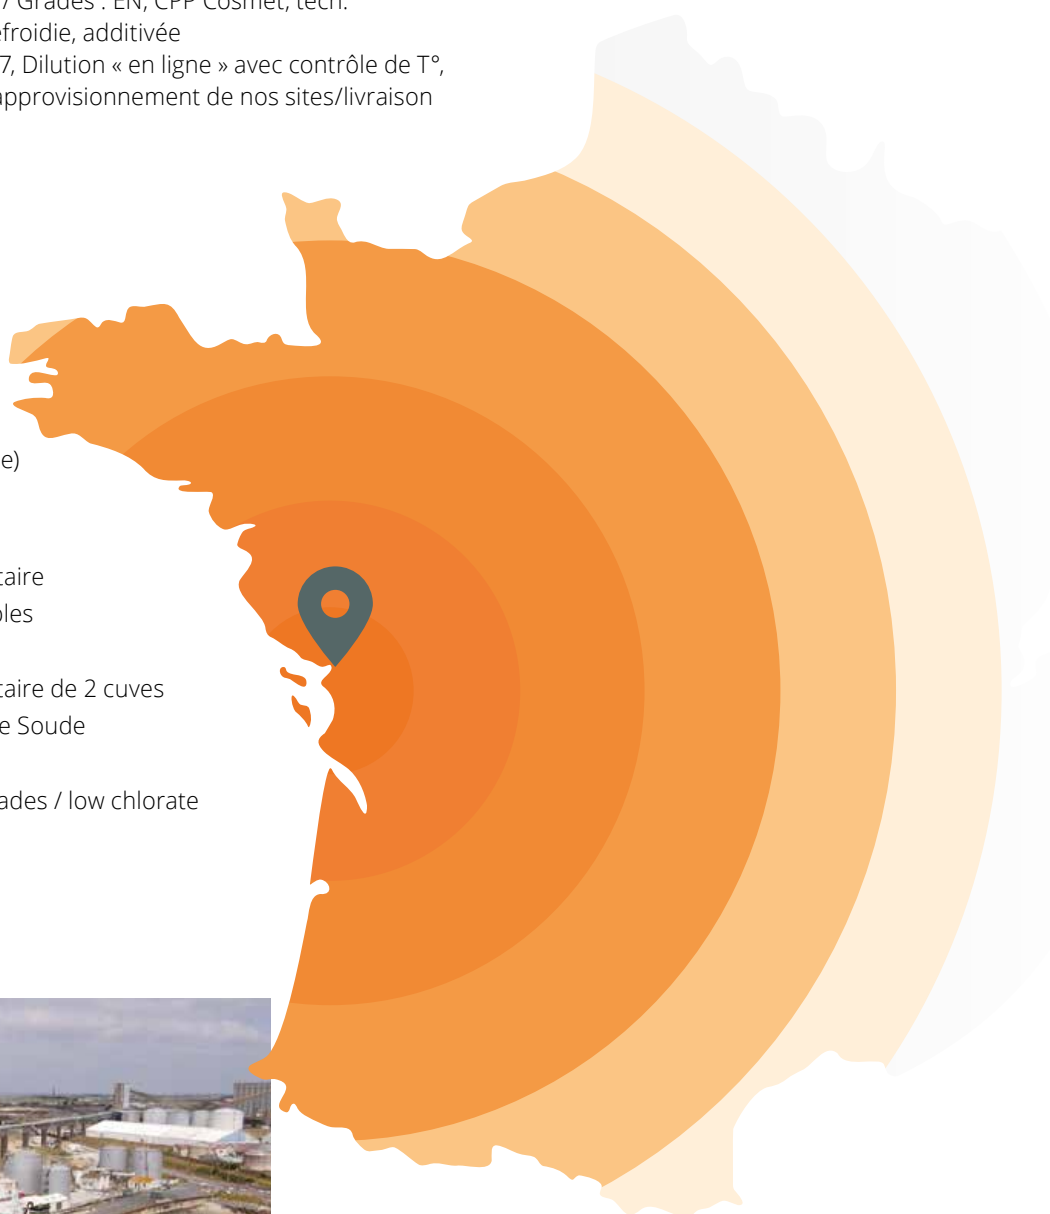 / Grades : EN, CPP Cosmet, tech.
efroidie, additivée
7, Dilution « en ligne » avec contrôle de T°,
approvisionnement de nos sites/livraison
e)
taire
bles
taire de 2 cuves
e Soude
ades / low chlorate